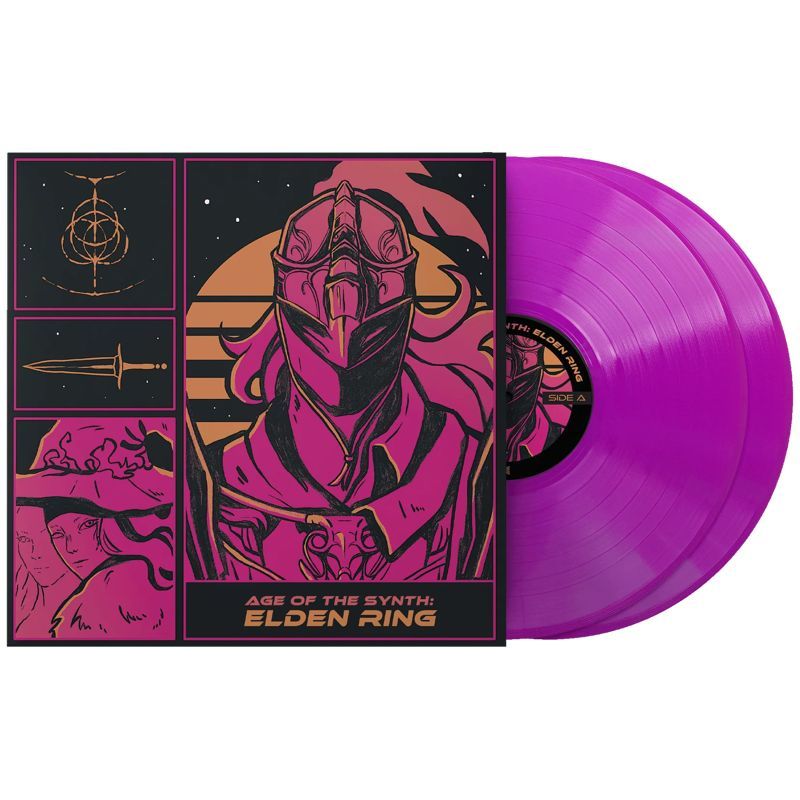 AGE OF THE SYNTH:
ELDEN RING
NTH: ELDEN RING
SIDE A